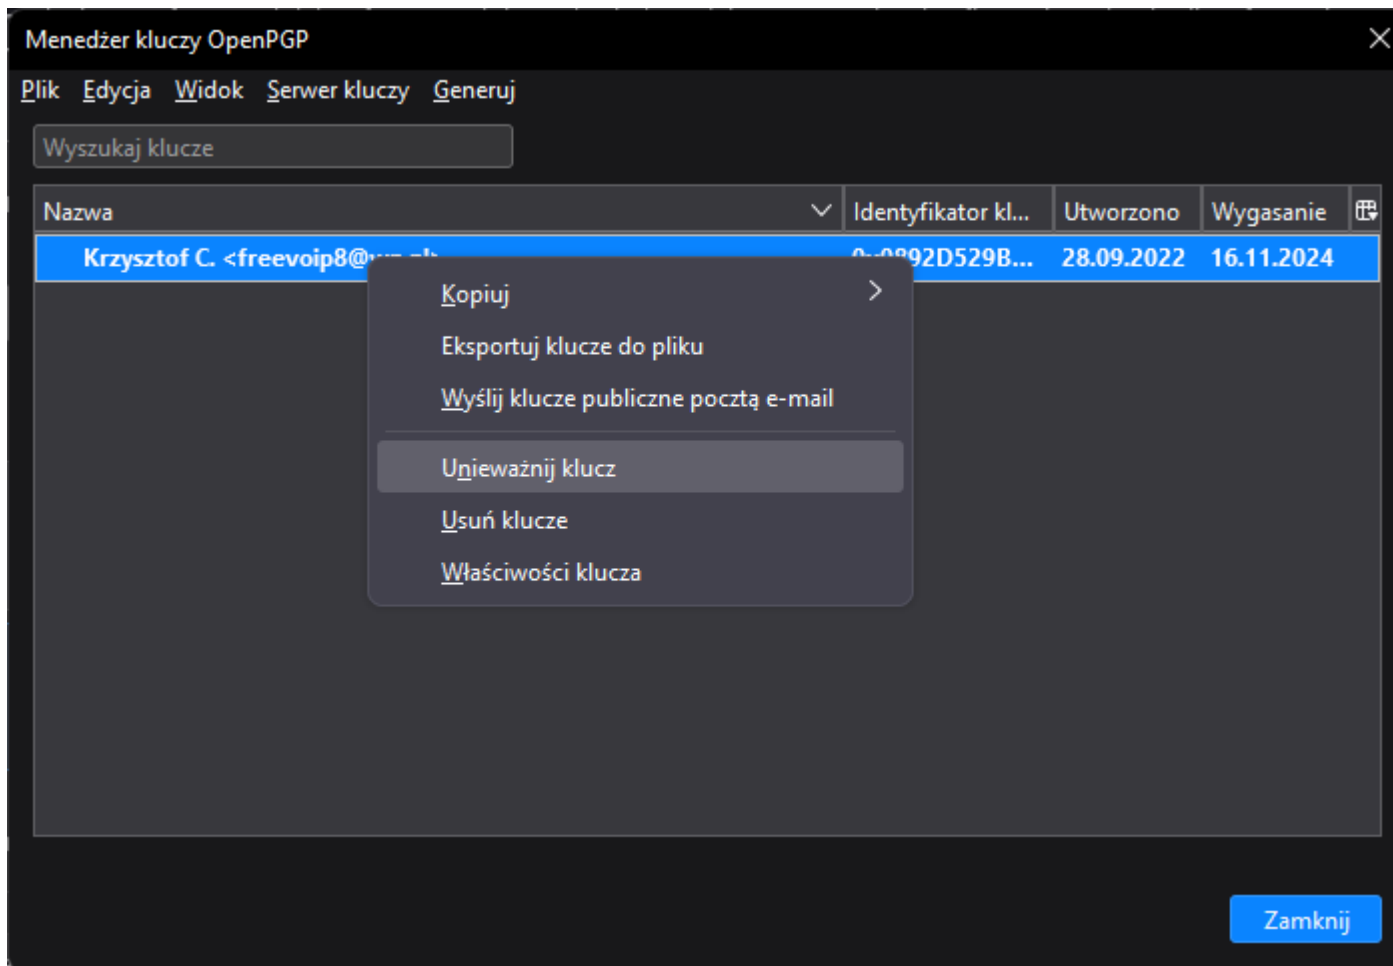 Menedżer kluczy OpenPGP
Plik Edycja Widok Serwer kluczy Generuj
Wyszukaj klucze
Nazwa Identyfikator kl... Utworzono Wygasanie
Krzysztof C. <freevoip8@ 28.09.2022 16.11.2024
Kopiuj
Eksportuj klucze do pliku
Wyślij klucze publiczne pocztą e-mail
Unieważnij klucz
Usuń klucze
Właściwości klucza
Zamknij